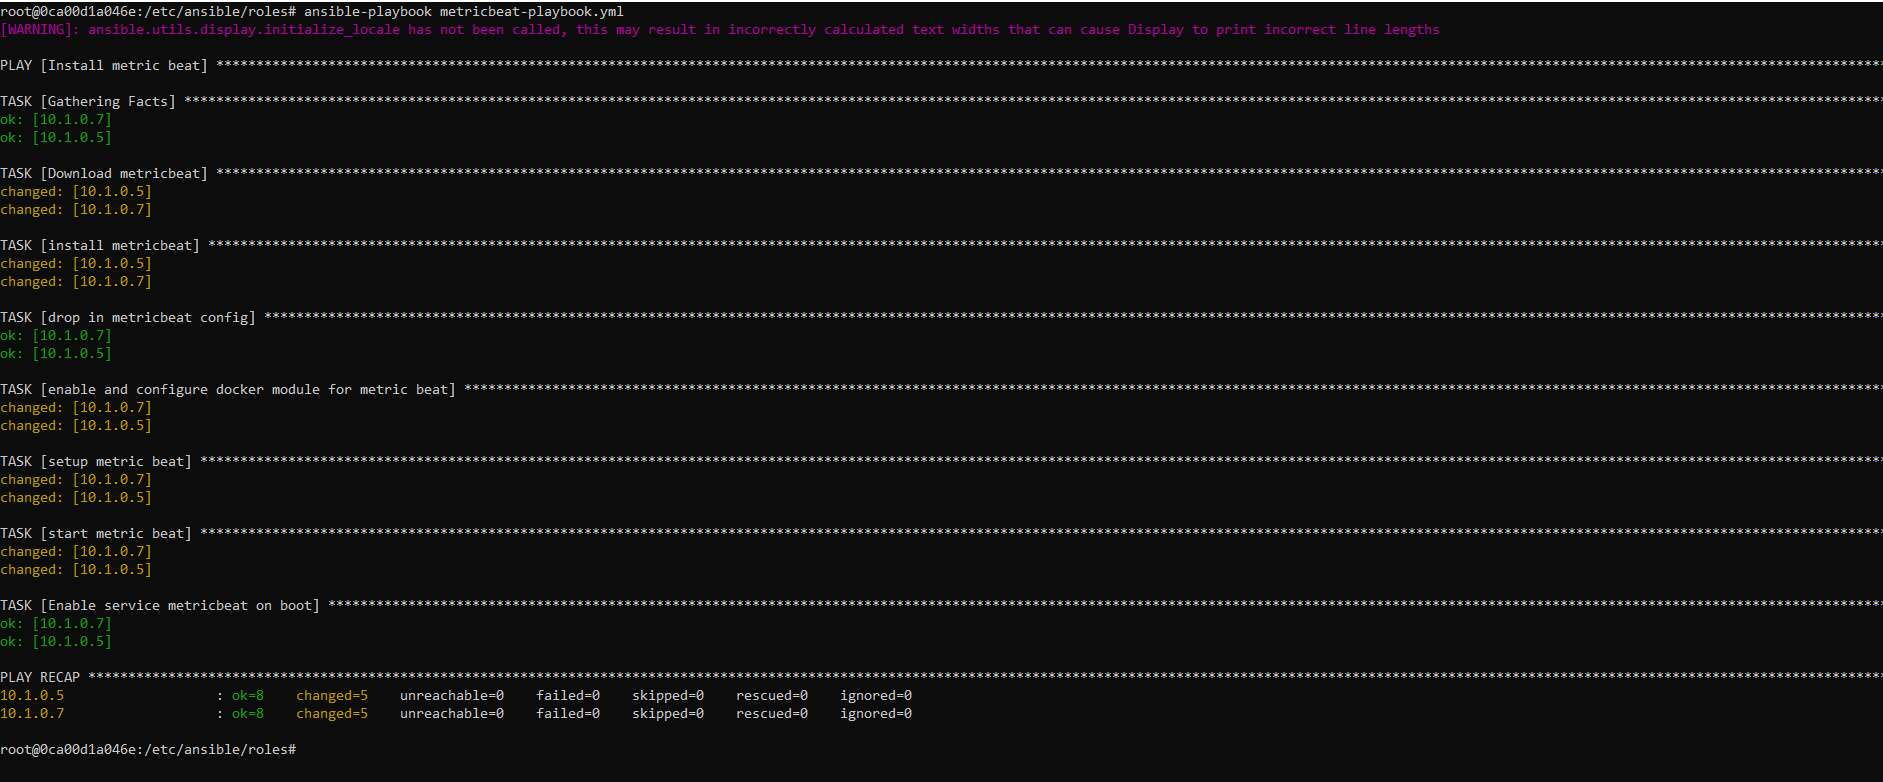 root@0ca00d1a046e:/etc/ansible/roles# ansible-playbook metricbeat-playbook.yml
[WARNING]: ansible.utils.display.initialize_locale has not been called, this may result in incorrectly calculated text widths that can cause Display to print incorrect line lengths
PLAY [Install metric beat] ****************************************************************************************************************************************************************************************************************
TASK [Gathering Facts] ********************************************************************************************************************************************************************************************************************
ok: [10.1.0.7]
ok: [10.1.0.5]
TASK [Download metricbeat] ****************************************************************************************************************************************************************************************************************
changed: [10.1.0.5]
changed: [10.1.0.7]
TASK [install metricbeat] *****************************************************************************************************************************************************************************************************************
changed: [10.1.0.5]
changed: [10.1.0.7]
TASK [drop in metricbeat config] **********************************************************************************************************************************************************************************************************
ok: [10.1.0.7]
ok: [10.1.0.5]
TASK [enable and configure docker module for metric beat] *********************************************************************************************************************************************************************************
changed: [10.1.0.7]
changed: [10.1.0.5]
TASK [setup metric beat] ******************************************************************************************************************************************************************************************************************
changed: [10.1.0.7]
changed: [10.1.0.5]
TASK [start metric beat] ******************************************************************************************************************************************************************************************************************
changed: [10.1.0.7]
changed: [10.1.0.5]
TASK [Enable service metricbeat on boot] **************************************************************************************************************************************************************************************************
ok: [10.1.0.7]
ok: [10.1.0.5]
PLAY RECAP ********************************************************************************************************************************************************************************************************************************
10.1.0.5                   : ok=8    changed=5    unreachable=0    failed=0    skipped=0    rescued=0    ignored=0
10.1.0.7                   : ok=8    changed=5    unreachable=0    failed=0    skipped=0    rescued=0    ignored=0
root@0ca00d1a046e:/etc/ansible/roles#